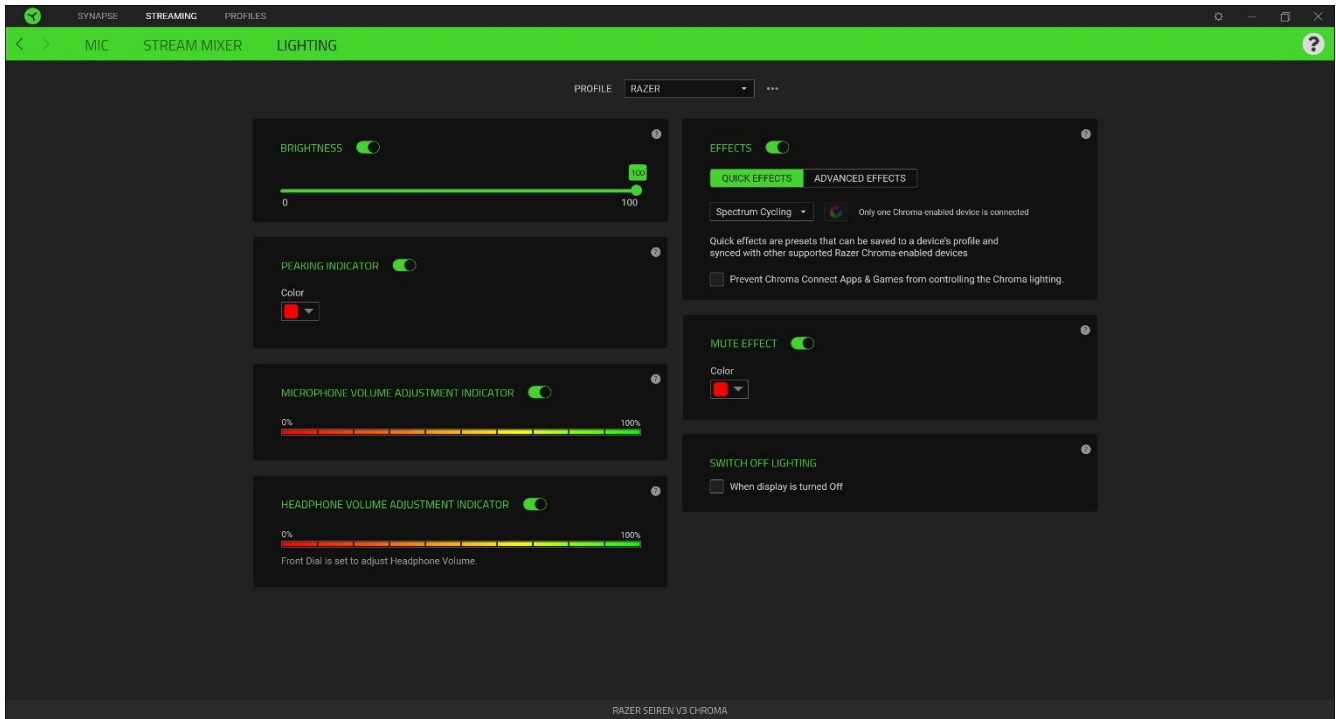 SYNAPSE STREAMING PROFILES
MIC STREAM MIXER LIGHTING
PROFILE RAZER
BRIGHTNESS
100
0 100
PEAKING INDICATOR
Color
MICROPHONE VOLUME ADJUSTMENT INDICATOR
0% 100%
HEADPHONE VOLUME ADJUSTMENT INDICATOR
0% 100%
Front Dial is set to adjust Headphone Volume.
EFFECTS
QUICK EFFECTS ADVANCED EFFECTS
Spectrum Cycling Only one Chroma-enabled device is connected
Quick effects are presets that can be saved to a device's profile and
synced with other supported Razer Chroma-enabled devices
Prevent Chroma Connect Apps & Games from controlling the Chroma lighting.
MUTE EFFECT
Color
SWITCH OFF LIGHTING
When display is turned Off
RAZER SEIREN V3 CHROMA